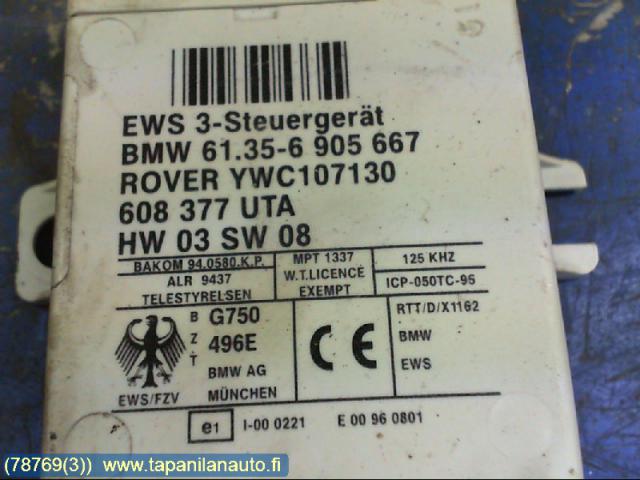 EWS 3-Steuergerät
BMW 61.35-6 905 667
ROVER YWC107130
608 377 UTA
HW 03 SW 08
BAKOM 94.0580.K.P.
ALR 9437
TELESTYRELSEN
MPT 1337
W.T.LICENCE
EXEMPT
125 KHZ
ICP-050TC-95
EWS/FZV
B
Z
T
G750
496E
BMW AG
MÜNCHEN
CE
RTT/D/X1162
BMW
EWS
e1 I-00 0221 E 00 96 0801
(78769(3)) www.tapanilanauto.fi